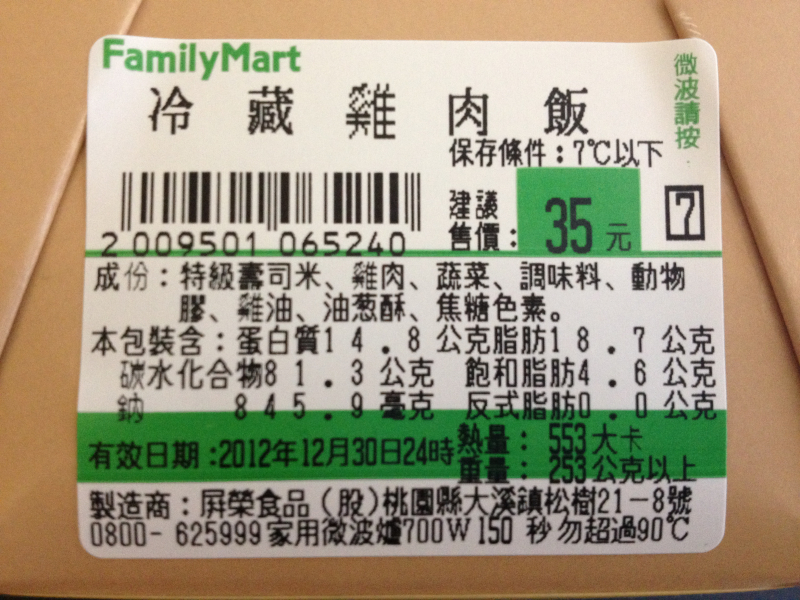 FamilyMart
冷藏雞肉飯
微波請按
7
保存條件：7℃以下
建議
售價：35元
2 009501 065240
成份：特級壽司米、雞肉、蔬菜、調味料、動物
膠、雞油、油葱酥、焦糖色素。
本包裝含：蛋白質14.8公克脂肪18.7公克
碳水化合物81.3公克 飽和脂肪4.6公克
鈉 845.9毫克 反式脂肪0.0公克
有效日期：2012年12月30日24時
熱量：553大卡
重量：253公克以上
製造商：屏榮食品（股）桃園縣大溪鎮松樹21-8號
0800-625999家用微波爐700W150秒勿超過90℃